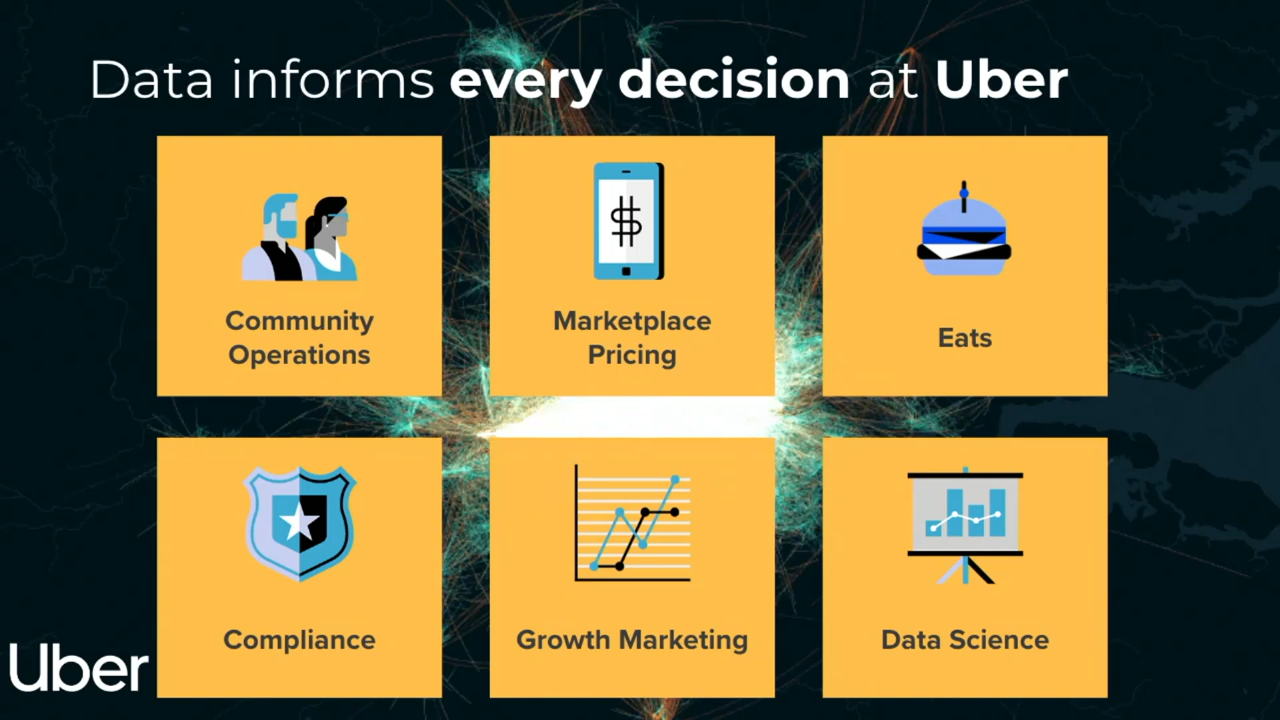 Data informs every decision at Uber
Community
Operations
Marketplace
Pricing
Eats
Compliance
Growth Marketing
Data Science
Uber